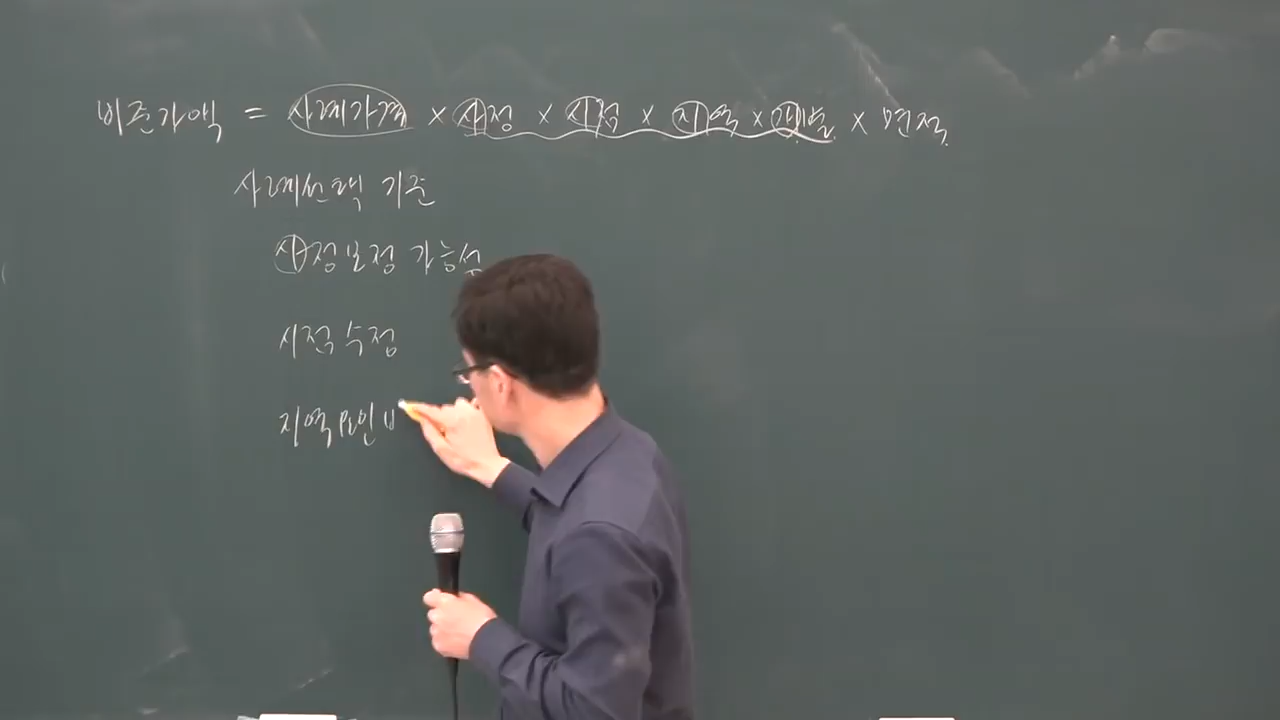 비준가액 = 사례가격 × 사정 × 시점 × 지역 × 개별 × 면적
사례선택 기준
사정보정 가능성
시점수정
지역요인 ㅂ